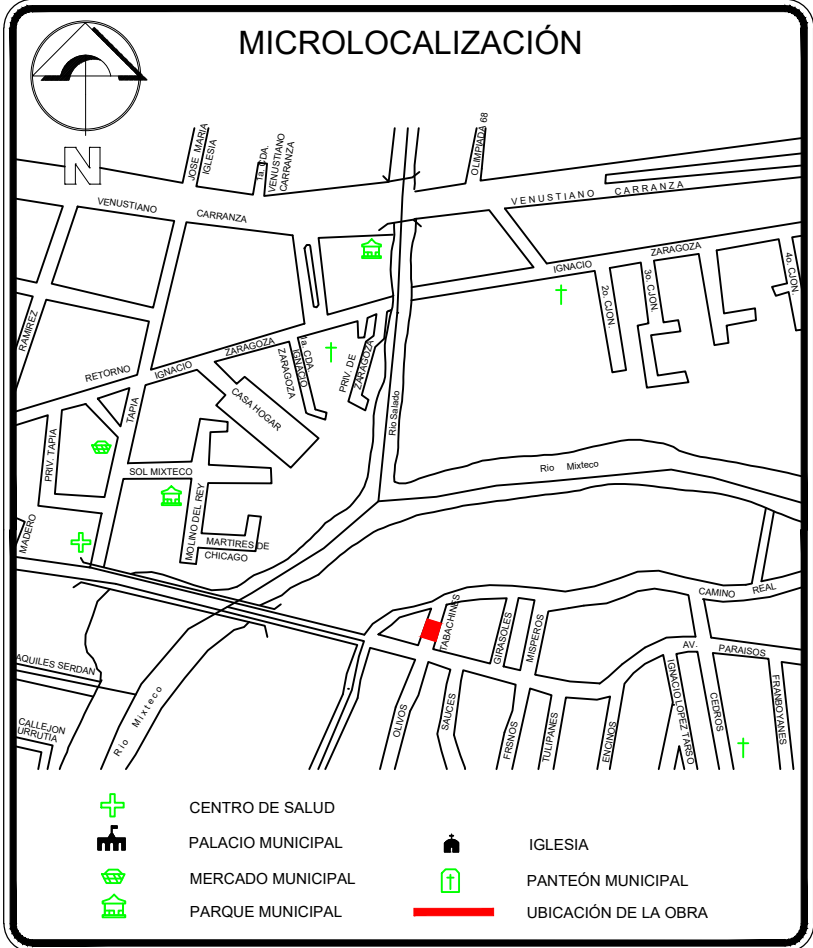 MICROLOCALIZACIÓN
N
JOSE MARIA
IGLESIA
1a. CDA.
VENUSTIANO
CARRANZA
OLIMPIADA 68
VENUSTIANO CARRANZA
VENUSTIANO CARRANZA
IGNACIO ZARAGOZA
2o. CJON.
3o. CJON.
4o. CJON.
RAMIREZ
RETORNO IGNACIO ZARAGOZA
1a. CDA.
IGNACIO
ZARAGOZA
PRIV. DE
ZARAGOZA
Río Salado
CASA HOGAR
TAPIA
PRIV. TAPIA
SOL MIXTECO
MOLINO DEL REY
MARTIRES DE
CHICAGO
MADERO
Río Mixteco
CAMINO REAL
TABACHINES
GIRASOLES
MISPEROS
AV. PARAISOS
AQUILES SERDAN
CALLEJON
URRUTIA
Río Mixteco
OLIVOS
SAUCES
FRSNOS
TULIPANES
ENCINOS
IGNACIO LOPEZ TARSO
CEDROS
FRANBOYANES
CENTRO DE SALUD
PALACIO MUNICIPAL
IGLESIA
MERCADO MUNICIPAL
PANTEÓN MUNICIPAL
PARQUE MUNICIPAL
UBICACIÓN DE LA OBRA